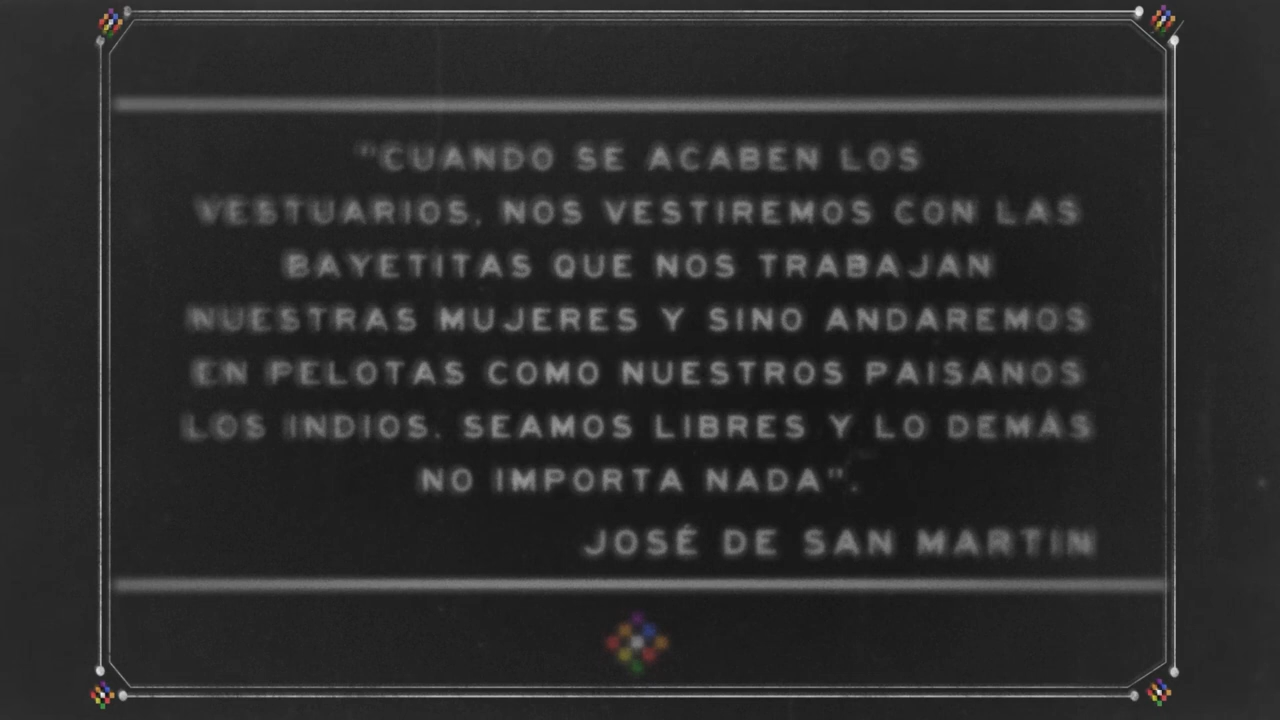 "CUANDO SE ACABEN LOS
VESTUARIOS, NOS VESTIREMOS CON LAS
BAYETITAS QUE NOS TRABAJAN
NUESTRAS MUJERES Y SINO ANDAREMOS
EN PELOTAS COMO NUESTROS PAISANOS
LOS INDIOS. SEAMOS LIBRES Y LO DEMÁS
NO IMPORTA NADA".
JOSÉ DE SAN MARTIN